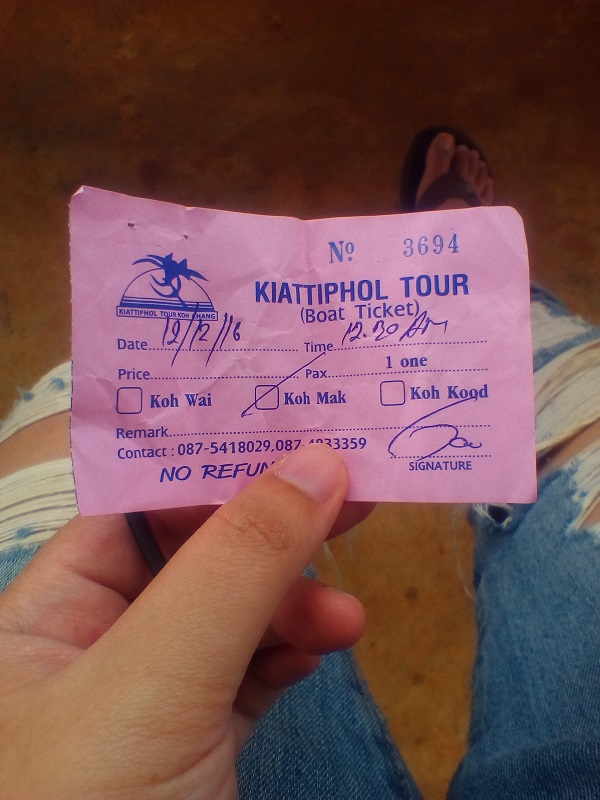 Nº 3694
KIATTIPHOL TOUR KOH CHANG
KIATTIPHOL TOUR
(Boat Ticket)
Date 12/12/16 Time 12.30 AM
Price Pax 1 one
Koh Wai Koh Mak Koh Kood
Remark
Contact : 087-5418029,087-4833359
NO REFUN
SIGNATURE